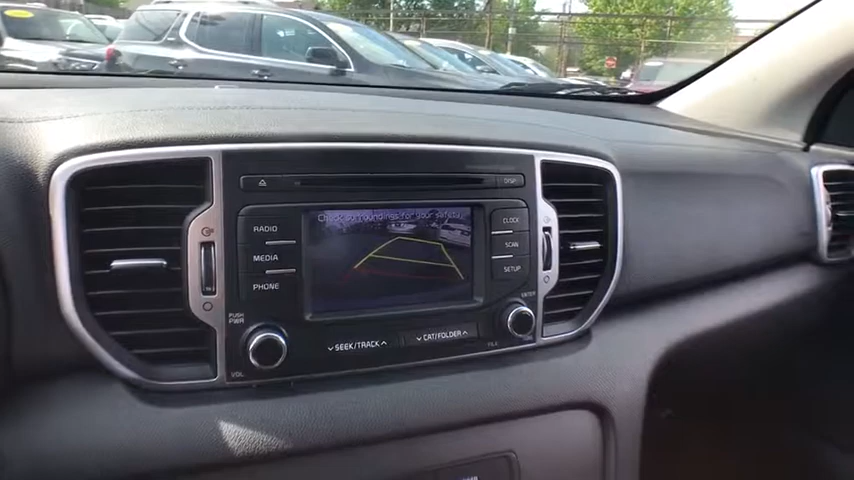 DISP
Check surroundings for your safety
RADIO
CLOCK
MEDIA
SCAN
PHONE
SETUP
PUSH
PWR
ENTER
VOL
SEEK/TRACK
CAT/FOLDER
FILE